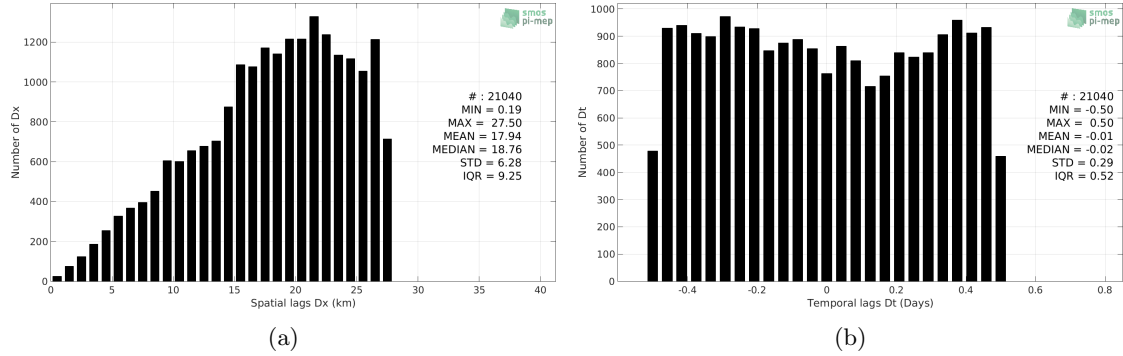 smos
pi-mep
1200
1000
800
600
400
200
0
Number of Dx
# : 21040
MIN = 0.19
MAX = 27.50
MEAN = 17.94
MEDIAN = 18.76
STD = 6.28
IQR = 9.25
0 5 10 15 20 25 30 35 40
Spatial lags Dx (km)
(a)
smos
pi-mep
1000
900
800
700
600
500
400
300
200
100
0
Number of Dt
# : 21040
MIN = -0.50
MAX = 0.50
MEAN = -0.01
MEDIAN = -0.02
STD = 0.29
IQR = 0.52
-0.4 -0.2 0 0.2 0.4 0.6 0.8
Temporal lags Dt (Days)
(b)